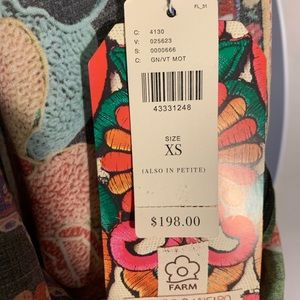 FL_31
C: 4130
V: 025623
S: 0000666
C: GN/VT MOT
43331248
SIZE
XS
(ALSO IN PETITE)
$198.00
FARM